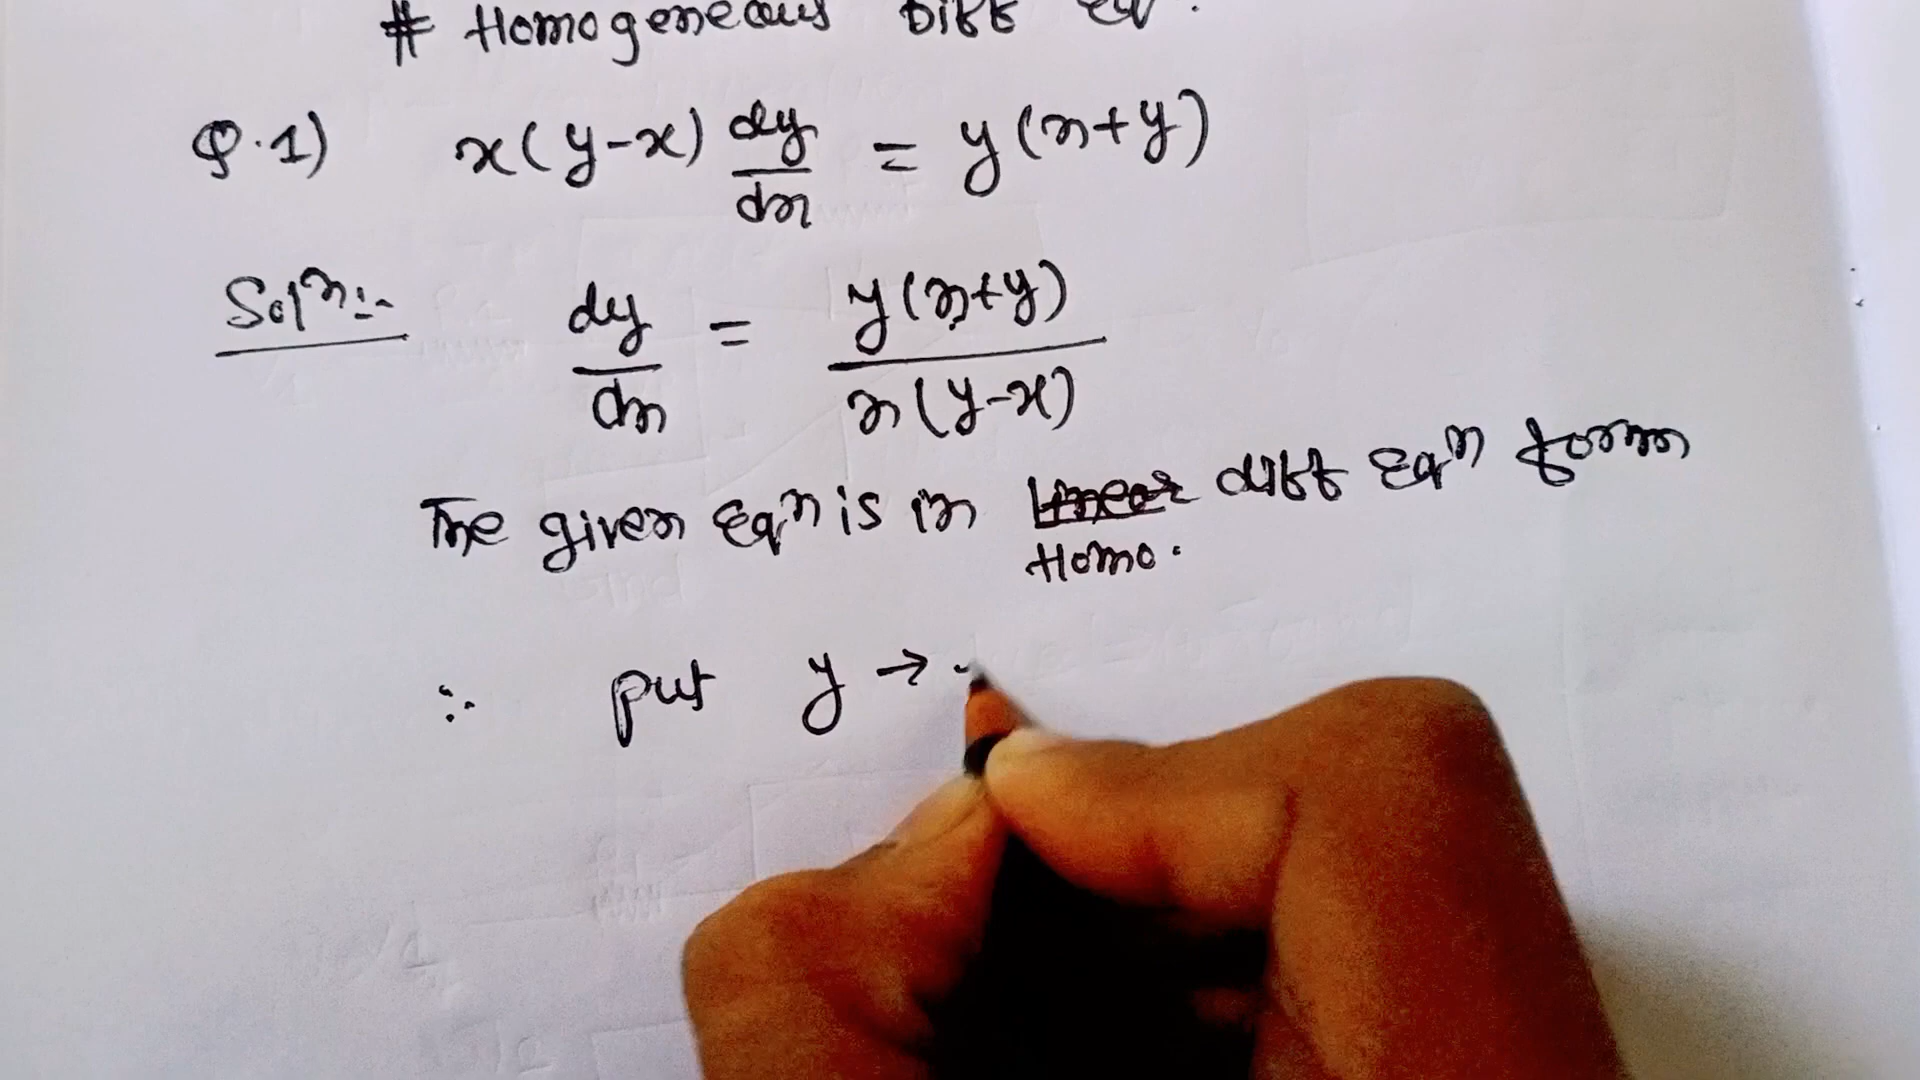 # Homogeneous Diff Eqⁿ.
Q.1) x(y-x) dy/dx = y(x+y)
Solⁿ:- dy/dx = y(x+y)/x(y-x)
The given Eqⁿ is in Linear diff Eqⁿ form
Homo.
∴ put y →